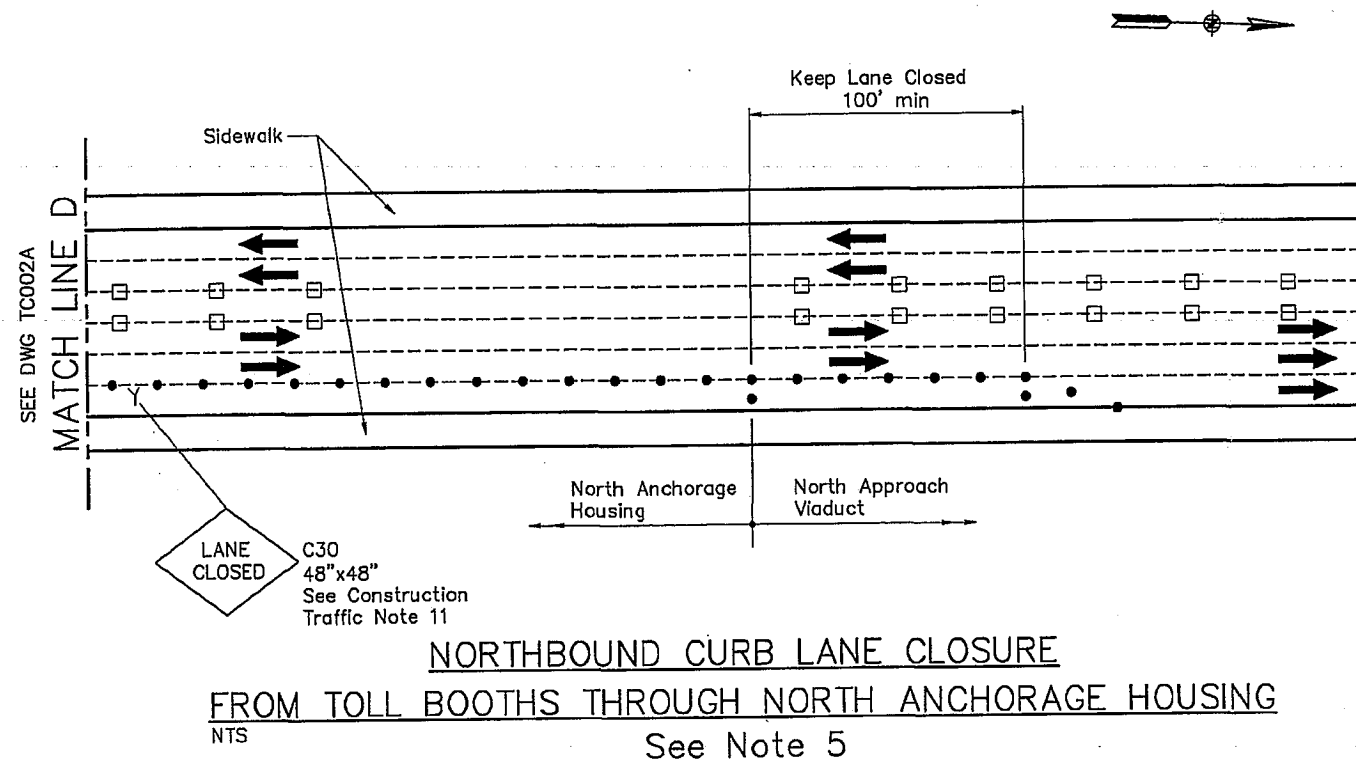 Keep Lane Closed
100' min
Sidewalk
SEE DWG TC002A
MATCH LINE D
Y
North Anchorage
Housing
North Approach
Viaduct
LANE
CLOSED
C30
48"x48"
See Construction
Traffic Note 11
NORTHBOUND CURB LANE CLOSURE
FROM TOLL BOOTHS THROUGH NORTH ANCHORAGE HOUSING
NTS
See Note 5